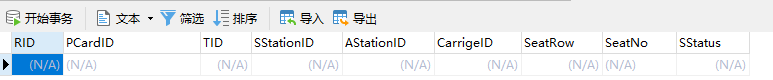 开始事务 文本 筛选 排序 导入 导出
RID PCardID TID SStationID AStationID CarrigeID SeatRow SeatNo SStatus
(N/A) (N/A) (N/A) (N/A) (N/A) (N/A) (N/A) (N/A) (N/A)